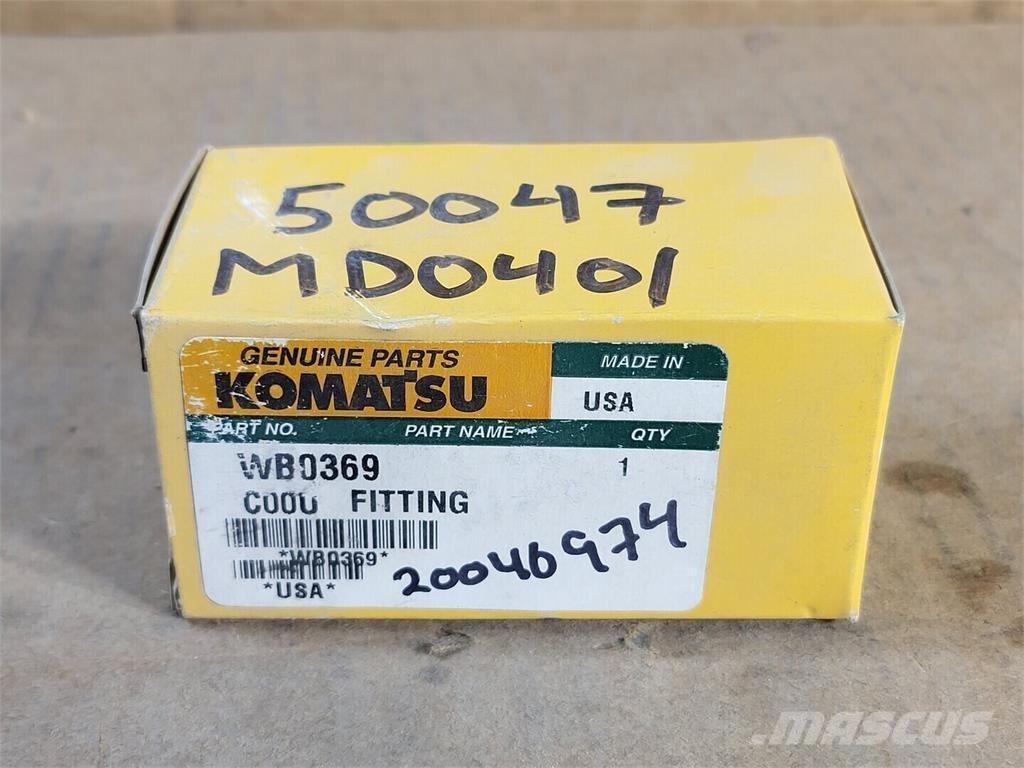 50047
MD0401
GENUINE PARTS
KOMATSU
MADE IN
USA
PART NO. PART NAME QTY
WB0369 1
C00U FITTING
*WB0369*
*USA*
20046974
MASCUS